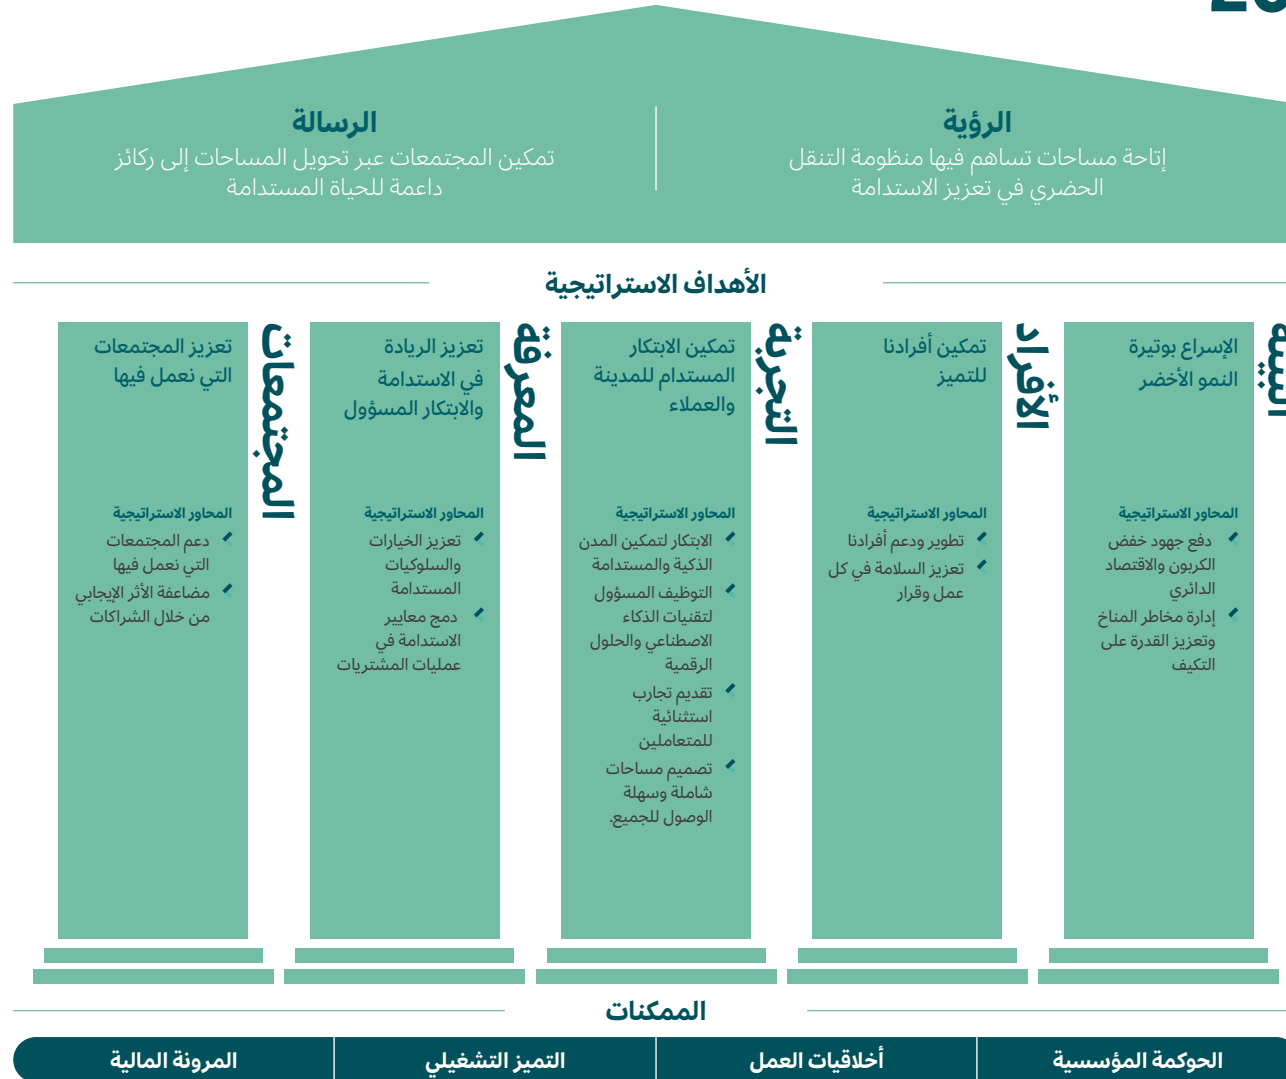 الرؤية
إتاحة مساحات تساهم فيها منظومة التنقل
الحضري في تعزيز الاستدامة
الرسالة
تمكين المجتمعات عبر تحويل المساحات إلى ركائز
داعمة للحياة المستدامة
الأهداف الاستراتيجية
البيئة
الإسراع بوتيرة
النمو الأخضر
المحاور الاستراتيجية
دفع جهود خفض
الكربون والاقتصاد
الدائري
إدارة مخاطر المناخ
وتعزيز القدرة على
التكيف
الأفراد
تمكين أفرادنا
للتميز
المحاور الاستراتيجية
تطوير ودعم أفرادنا
تعزيز السلامة في كل
عمل وقرار
التجربة
تمكين الابتكار
المستدام للمدينة
والعملاء
المحاور الاستراتيجية
الابتكار لتمكين المدن
الذكية والمستدامة
التوظيف المسؤول
لتقنيات الذكاء
الاصطناعي والحلول
الرقمية
تقديم تجارب
استثنائية
للمتعاملين
تصميم مساحات
شاملة وسهلة
الوصول للجميع.
المعرفة
تعزيز الريادة
في الاستدامة
والابتكار المسؤول
المحاور الاستراتيجية
تعزيز الخيارات
والسلوكيات
المستدامة
دمج معايير
الاستدامة في
عمليات المشتريات
المجتمعات
تعزيز المجتمعات
التي نعمل فيها
المحاور الاستراتيجية
دعم المجتمعات
التي نعمل فيها
مضاعفة الأثر الإيجابي
من خلال الشراكات
الممكنات
الحوكمة المؤسسية
أخلاقيات العمل
التميز التشغيلي
المرونة المالية